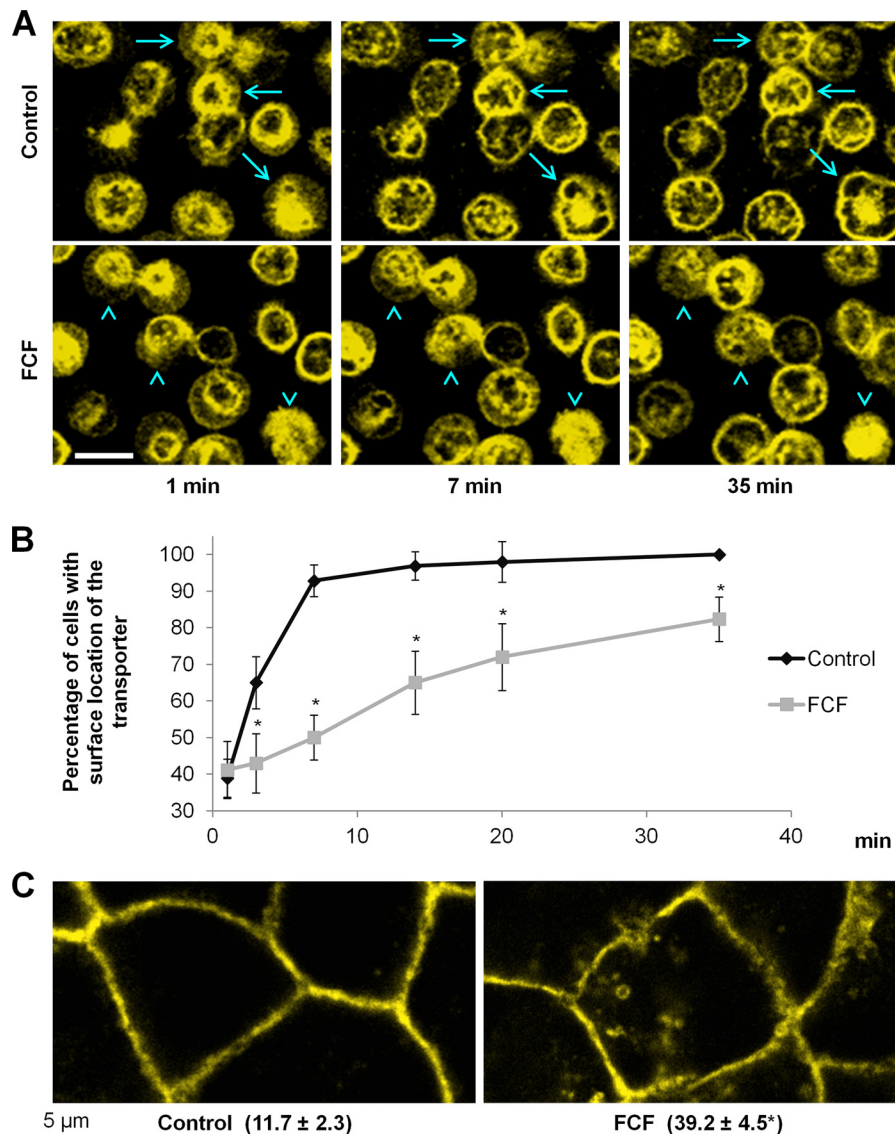 A
Control
FCF
1 min
7 min
35 min
B
Percentage of cells with
surface location of the
transporter
100
90
80
70
60
50
40
30
*
*
*
*
*
0
10
20
30
40
min
Control
FCF
C
5 µm
Control (11.7 ± 2.3)
FCF (39.2 ± 4.5*)